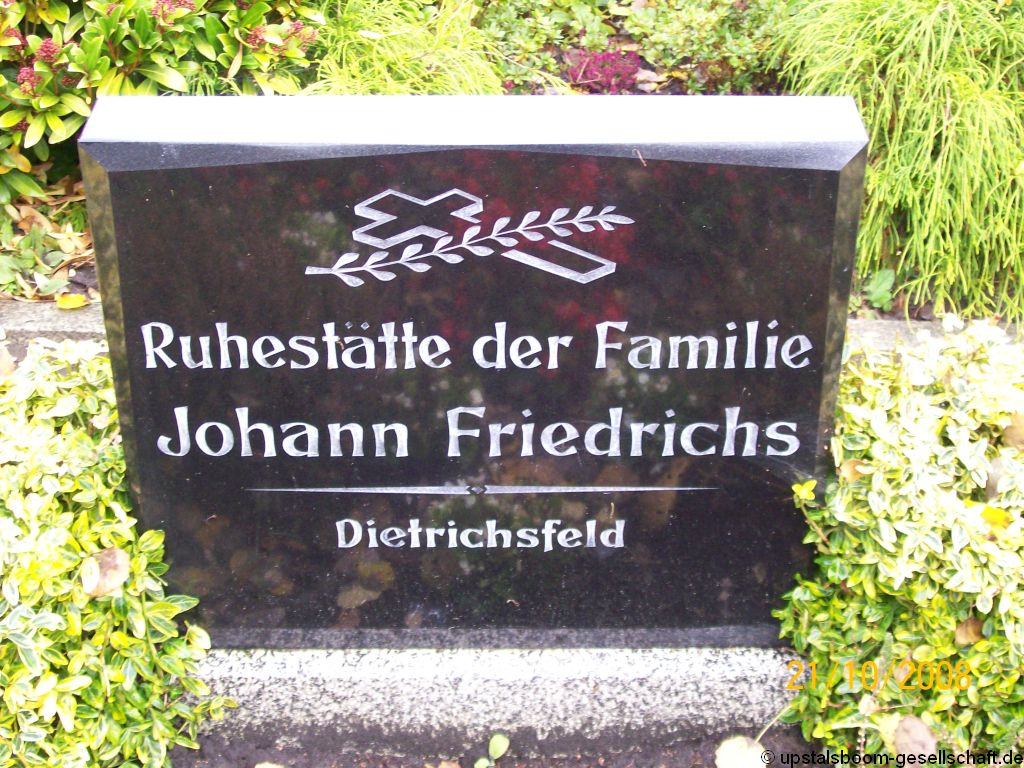 Ruhestätte der Familie
Johann Friedrichs
Dietrichsfeld
21/10/2008
© upstalsboom-gesellschaft.de